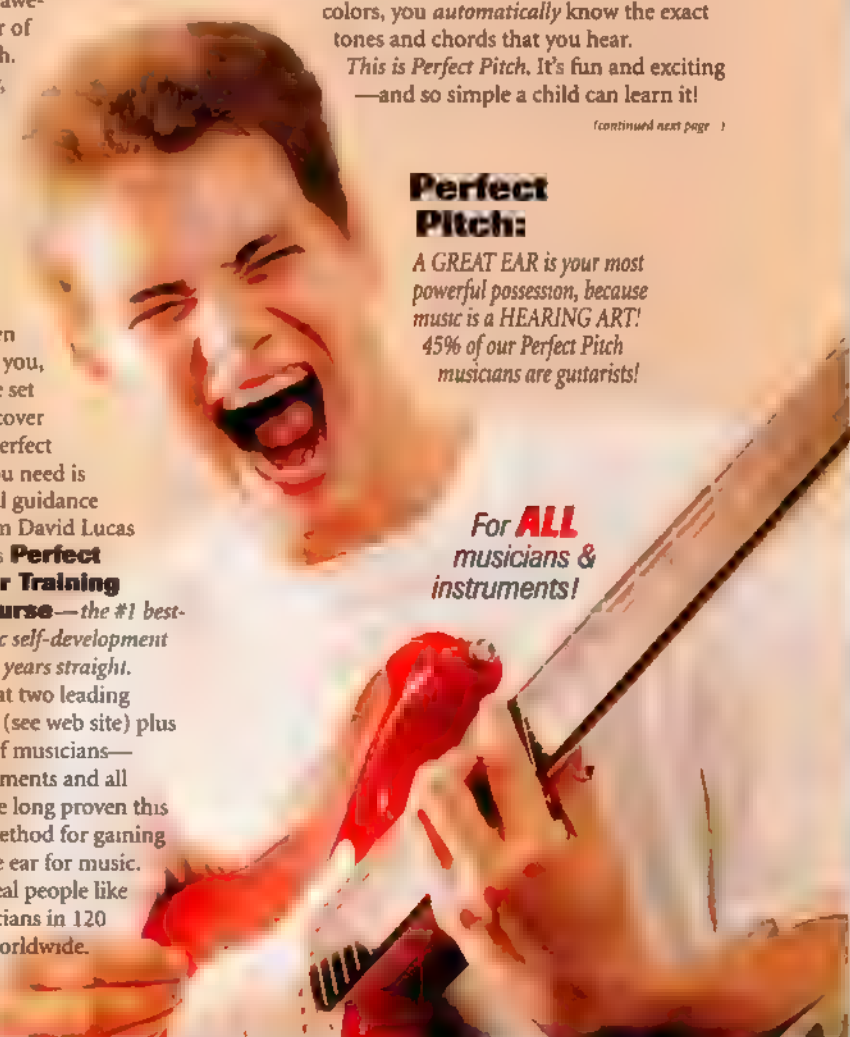 r of
h.
en
you,
e set
cover
erfect
u need is
l guidance
m David Lucas
s Perfect
r Training
urse—the #1 best-
c self-development
years straight.
at two leading
(see web site) plus
f musicians—
ments and all
e long proven this
ethod for gaining
e ear for music.
eal people like
cians in 120
orldwide.
colors, you automatically know the exact
tones and chords that you hear.
This is Perfect Pitch. It's fun and exciting
—and so simple a child can learn it!
(continued next page )
Perfect
Pitch:
A GREAT EAR is your most
powerful possession, because
music is a HEARING ART!
45% of our Perfect Pitch
musicians are guitarists!
For ALL
musicians &
instruments!